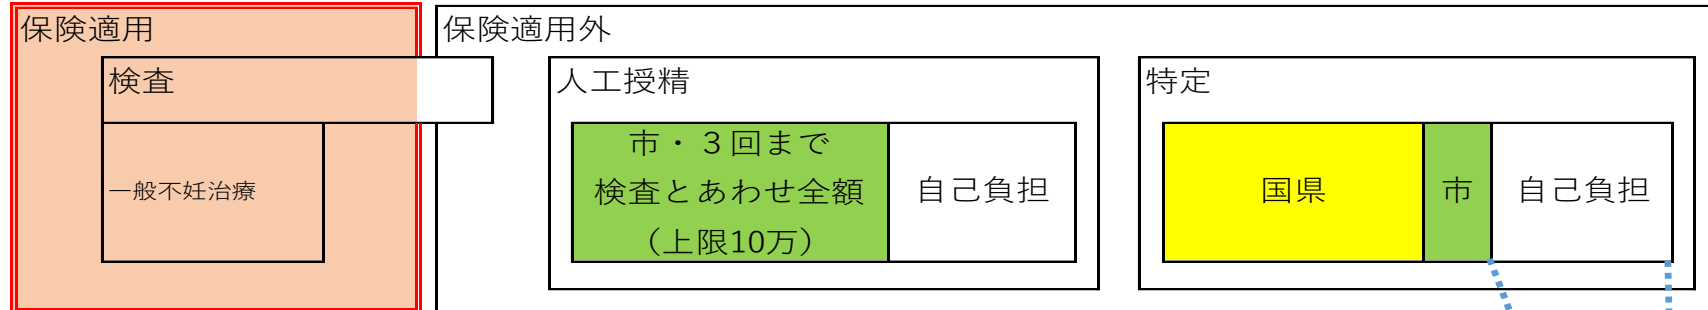 保険適用
検査
一般不妊治療
保険適用外
人工授精
市・３回まで
検査とあわせ全額
（上限10万）
自己負担
特定
国県
市
自己負担